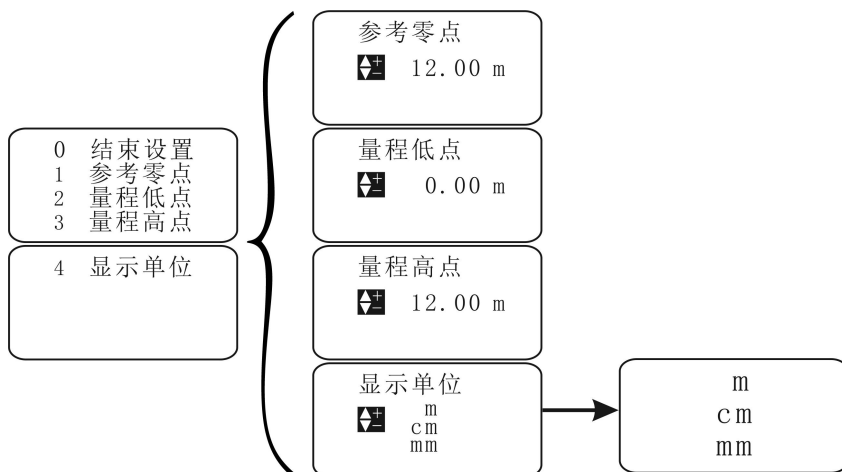 0 结束设置
1 参考零点
2 量程低点
3 量程高点
4 显示单位
参考零点
12.00 m
量程低点
0.00 m
量程高点
12.00 m
显示单位
m
cm
mm
m
cm
mm